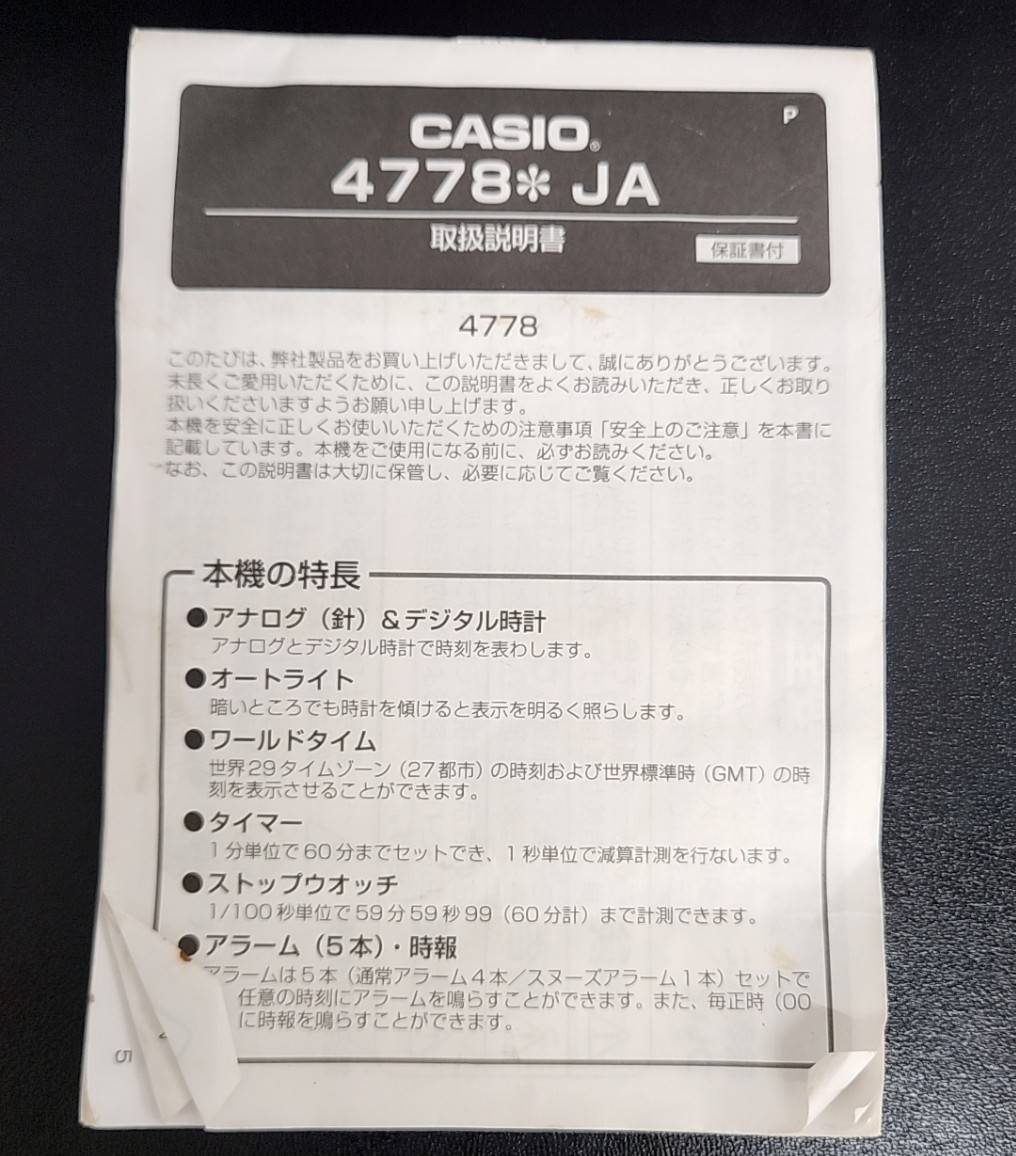 P
CASIO®
4778＊ JA
取扱説明書
保証書付
4778
このたびは、弊社製品をお買い上げいただきまして、誠にありがとうございます。
末長くご愛用いただくために、この説明書をよくお読みいただき、正しくお取り
扱いくださいますようお願い申し上げます。
本機を安全に正しくお使いいただくための注意事項「安全上のご注意」を本書に
記載しています。本機をご使用になる前に、必ずお読みください。
なお、この説明書は大切に保管し、必要に応じてご覧ください。
本機の特長
●アナログ（針）＆デジタル時計
アナログとデジタル時計で時刻を表わします。
●オートライト
暗いところでも時計を傾けると表示を明るく照らします。
●ワールドタイム
世界29タイムゾーン（27都市）の時刻および世界標準時（GMT）の時
刻を表示させることができます。
●タイマー
1分単位で60分までセットでき、1秒単位で減算計測を行ないます。
●ストップウオッチ
1/100秒単位で59分59秒99（60分計）まで計測できます。
●アラーム（5本）・時報
アラームは5本（通常アラーム4本／スヌーズアラーム1本）セットで
任意の時刻にアラームを鳴らすことができます。また、毎正時（00
に時報を鳴らすことができます。
5